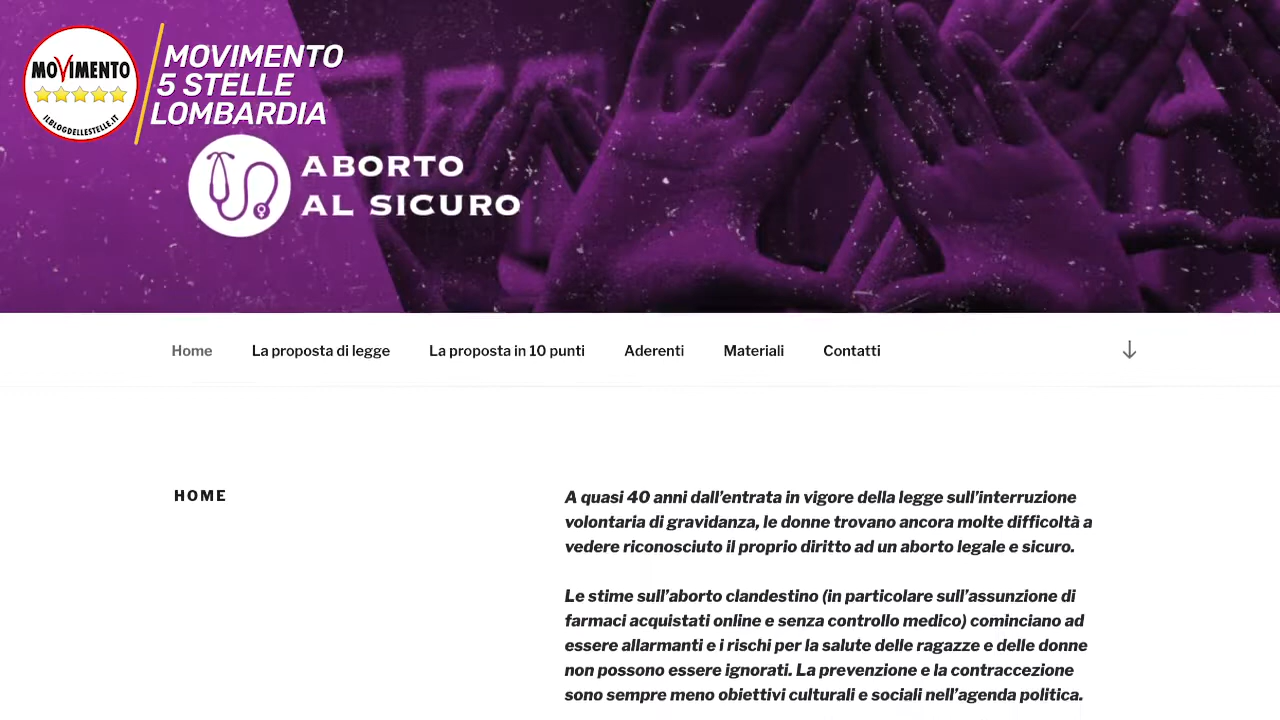 MOVIMENTO
ILBLOGDELLESTELLE.IT
MOVIMENTO
5 STELLE
LOMBARDIA
ABORTO
AL SICURO
Home La proposta di legge La proposta in 10 punti Aderenti Materiali Contatti
HOME
A quasi 40 anni dall’entrata in vigore della legge sull’interruzione
volontaria di gravidanza, le donne trovano ancora molte difficoltà a
vedere riconosciuto il proprio diritto ad un aborto legale e sicuro.
Le stime sull’aborto clandestino (in particolare sull’assunzione di
farmaci acquistati online e senza controllo medico) cominciano ad
essere allarmanti e i rischi per la salute delle ragazze e delle donne
non possono essere ignorati. La prevenzione e la contraccezione
sono sempre meno obiettivi culturali e sociali nell’agenda politica.